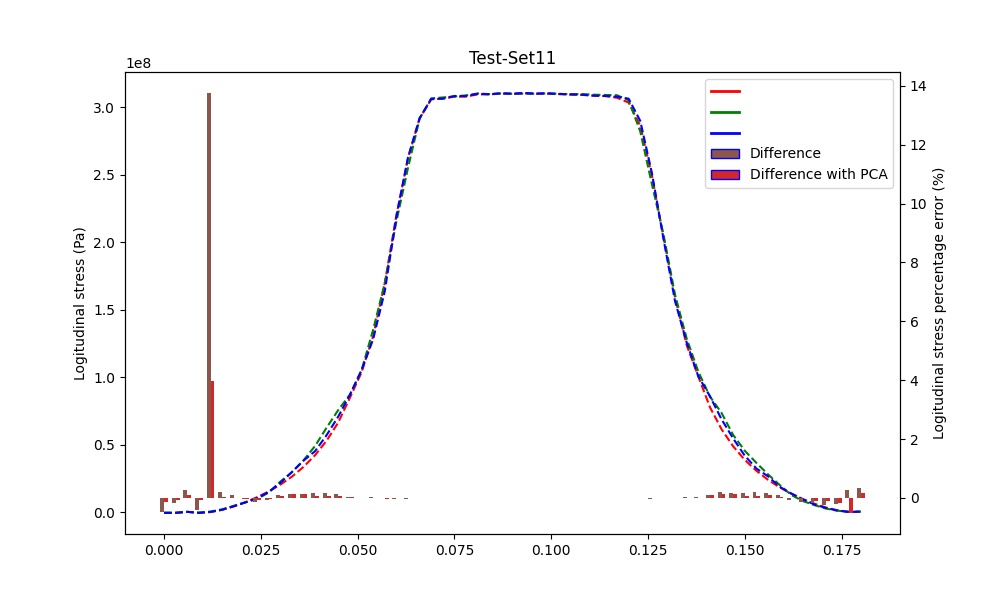 Test-Set11
1e8
Logitudinal stress (Pa)
3.0
2.5
2.0
1.5
1.0
0.5
0.0
0.000 0.025 0.050 0.075 0.100 0.125 0.150 0.175
14
12
10
8
6
4
2
0
Logitudinal stress percentage error (%)
Difference
Difference with PCA